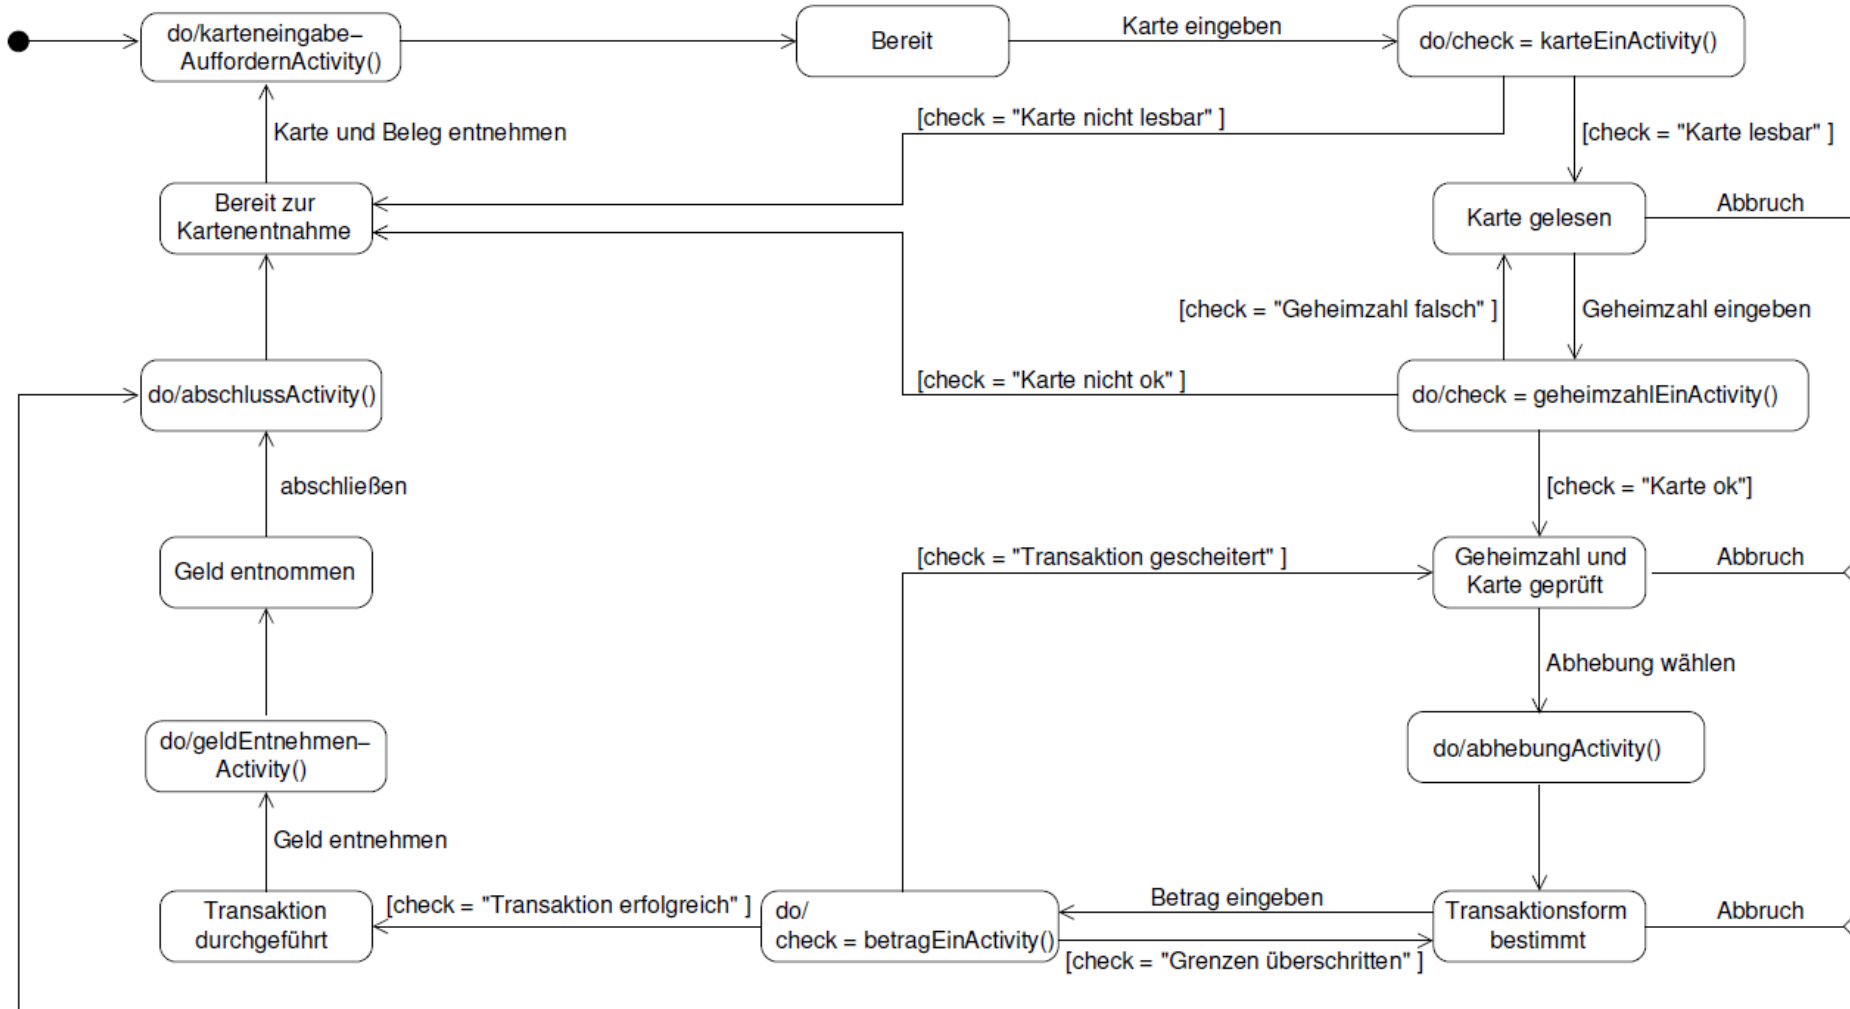 do/karteneingabe–
AuffordernActivity()
Bereit
Karte eingeben
do/check = karteEinActivity()
Karte und Beleg entnehmen
[check = "Karte nicht lesbar" ]
[check = "Karte lesbar" ]
Bereit zur
Kartenentnahme
Karte gelesen
Abbruch
[check = "Geheimzahl falsch" ]
Geheimzahl eingeben
do/abschlussActivity()
[check = "Karte nicht ok" ]
do/check = geheimzahlEinActivity()
abschließen
[check = "Karte ok"]
Geld entnommen
[check = "Transaktion gescheitert" ]
Geheimzahl und
Karte geprüft
Abbruch
Abhebung wählen
do/geldEntnehmen–
Activity()
do/abhebungActivity()
Geld entnehmen
Transaktion
durchgeführt
[check = "Transaktion erfolgreich" ]
do/
check = betragEinActivity()
Betrag eingeben
[check = "Grenzen überschritten" ]
Transaktionsform
bestimmt
Abbruch